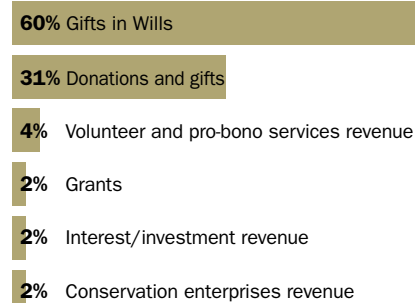 60% Gifts in Wills
31% Donations and gifts
4% Volunteer and pro-bono services revenue
2% Grants
2% Interest/investment revenue
2% Conservation enterprises revenue